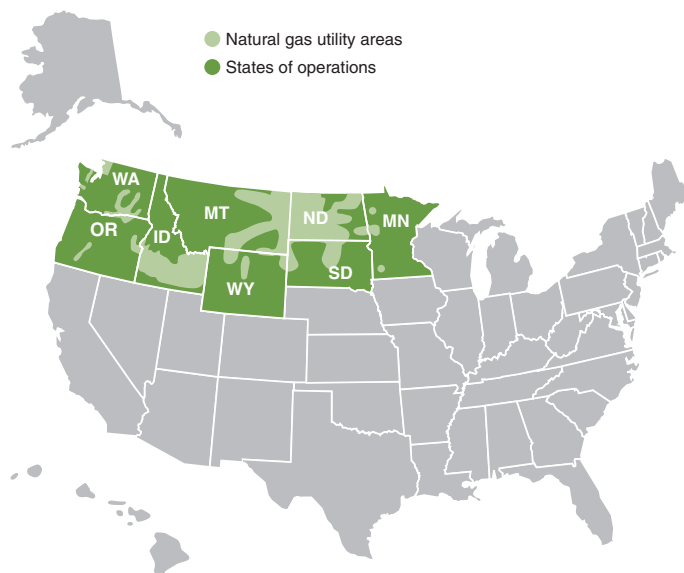 Natural gas utility areas
States of operations
WA
MT
ND
MN
OR
ID
SD
WY